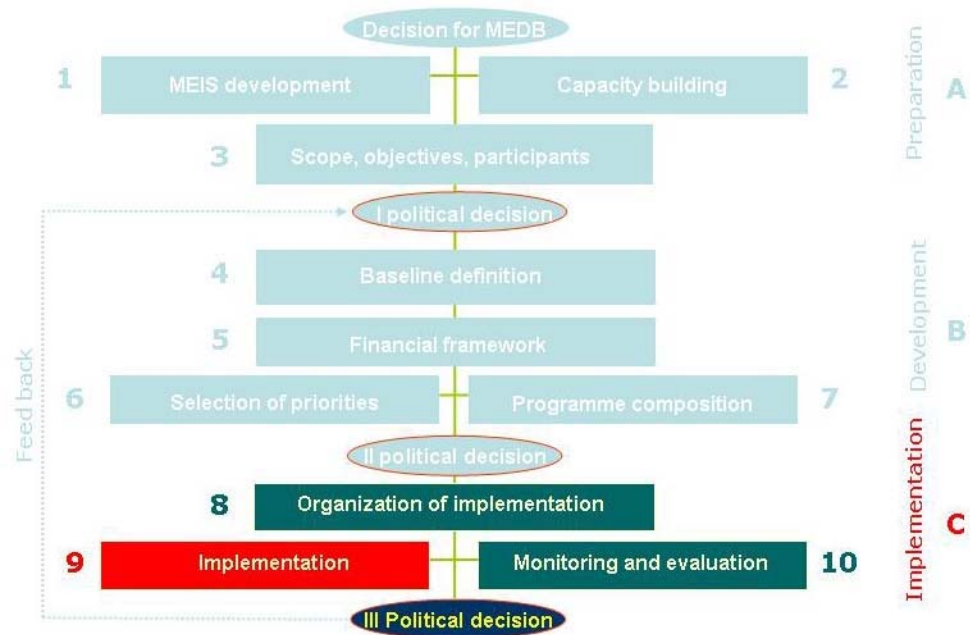 Decision for MEDB
1
MEIS development
Capacity building
2
3
Scope, objectives, participants
Preparation
A
I political decision
4
Baseline definition
5
Financial framework
6
Selection of priorities
Programme composition
7
Development
B
II political decision
8
Organization of implementation
9
Implementation
Monitoring and evaluation
10
Implementation
C
III Political decision
Feed back